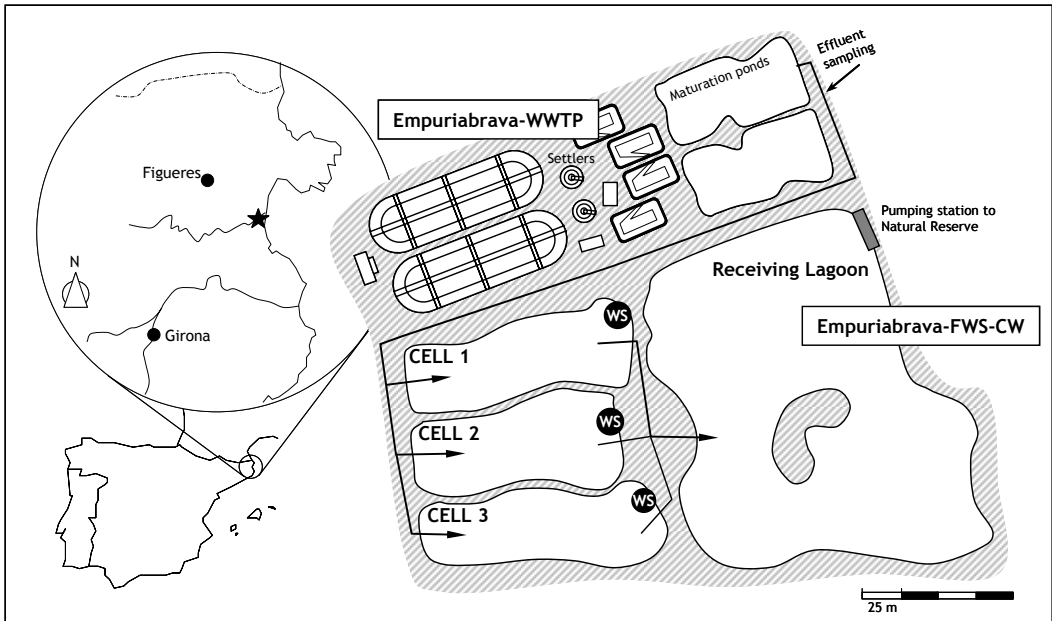 Effluent
sampling
Maturation ponds
Empuriabrava-WWTP
Settlers
Figueres
Pumping station to
Natural Reserve
Receiving Lagoon
N
Empuriabrava-FWS-CW
WS
Girona
CELL 1
WS
CELL 2
WS
CELL 3
25 m